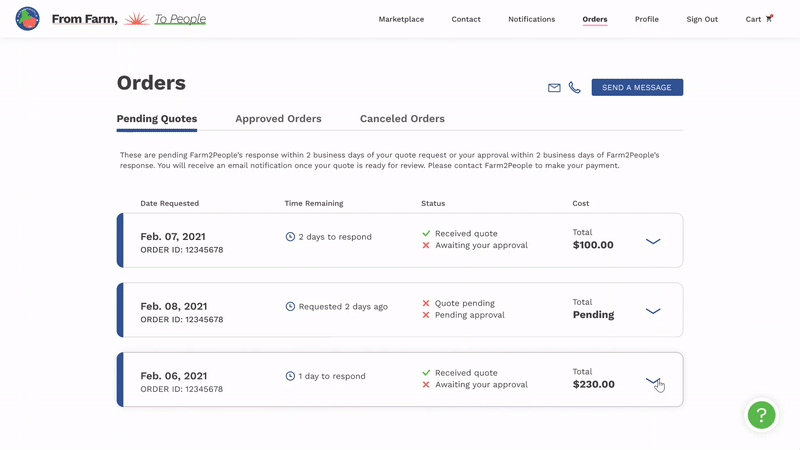 From Farm, To People
Marketplace
Contact
Notifications
Orders
Profile
Sign Out
Cart
Orders
SEND A MESSAGE
Pending Quotes
Approved Orders
Canceled Orders
These are pending Farm2People's response within 2 business days of your quote request or your approval within 2 business days of Farm2People's
response. You will receive an email notification once your quote is ready for review. Please contact Farm2People to make your payment.
Date Requested
Time Remaining
Status
Cost
Feb. 07, 2021
ORDER ID: 12345678
2 days to respond
Received quote
Awaiting your approval
Total
$100.00
Feb. 08, 2021
ORDER ID: 12345678
Requested 2 days ago
Quote pending
Pending approval
Total
Pending
Feb. 06, 2021
ORDER ID: 12345678
1 day to respond
Received quote
Awaiting your approval
Total
$230.00
?